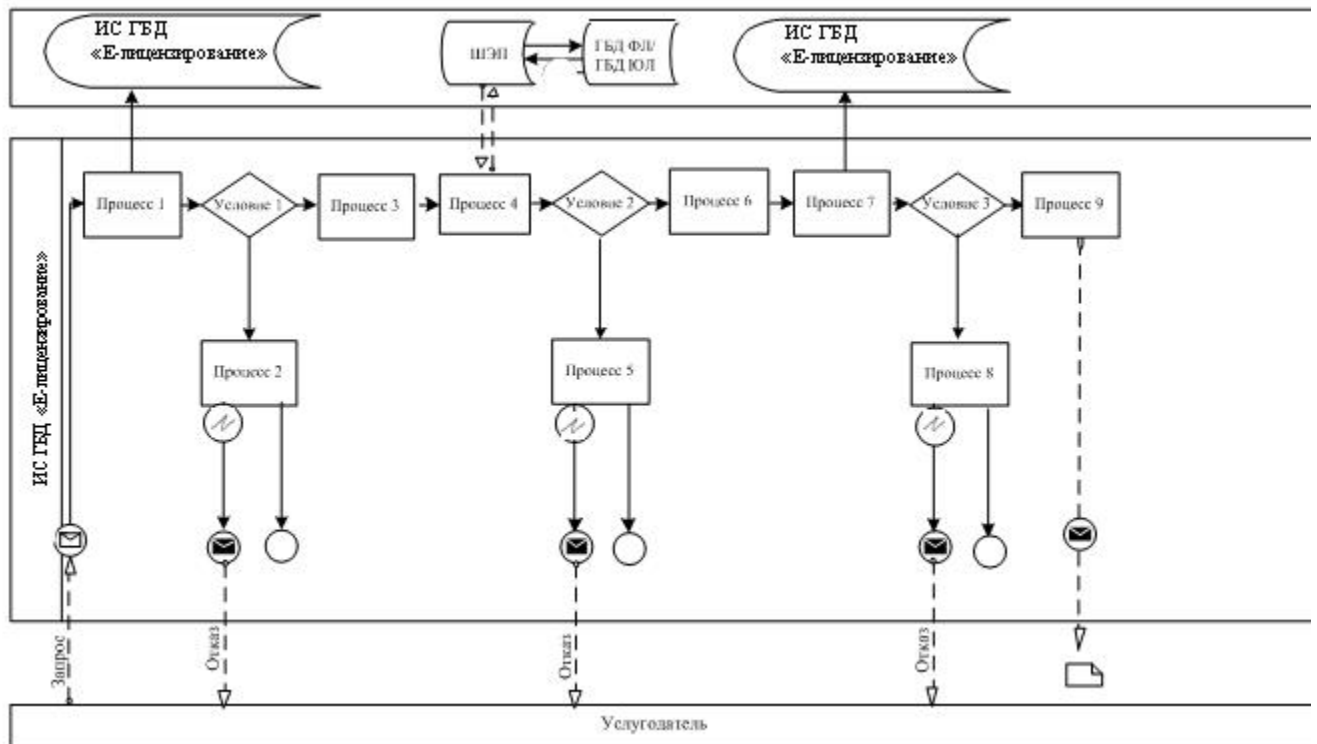 ИС ГБД
«Е-лицензирование»
ШЭП
ГБД ФЛ/
ГБД ЮЛ
ИС ГБД
«Е-лицензирование»
ИС ГБД «Е-лицензирование»
Процесс 1
Условие 1
Процесс 3
Процесс 4
Условие 2
Процесс 6
Процесс 7
Условие 3
Процесс 9
Процесс 2
Процесс 5
Процесс 8
Запрос
Отказ
Отказ
Отказ
Услугодатель